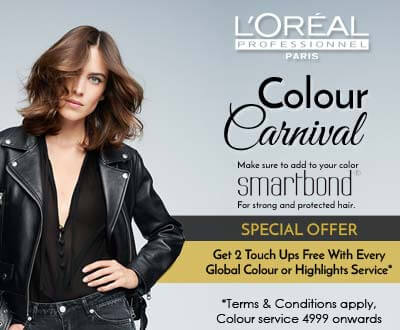 L'ORÉAL
PROFESSIONNEL
PARIS
Colour
Carnival
Make sure to add to your color
smartbond®
For strong and protected hair.
SPECIAL OFFER
Get 2 Touch Ups Free With Every
Global Colour or Highlights Service*
*Terms & Conditions apply,
Colour service 4999 onwards